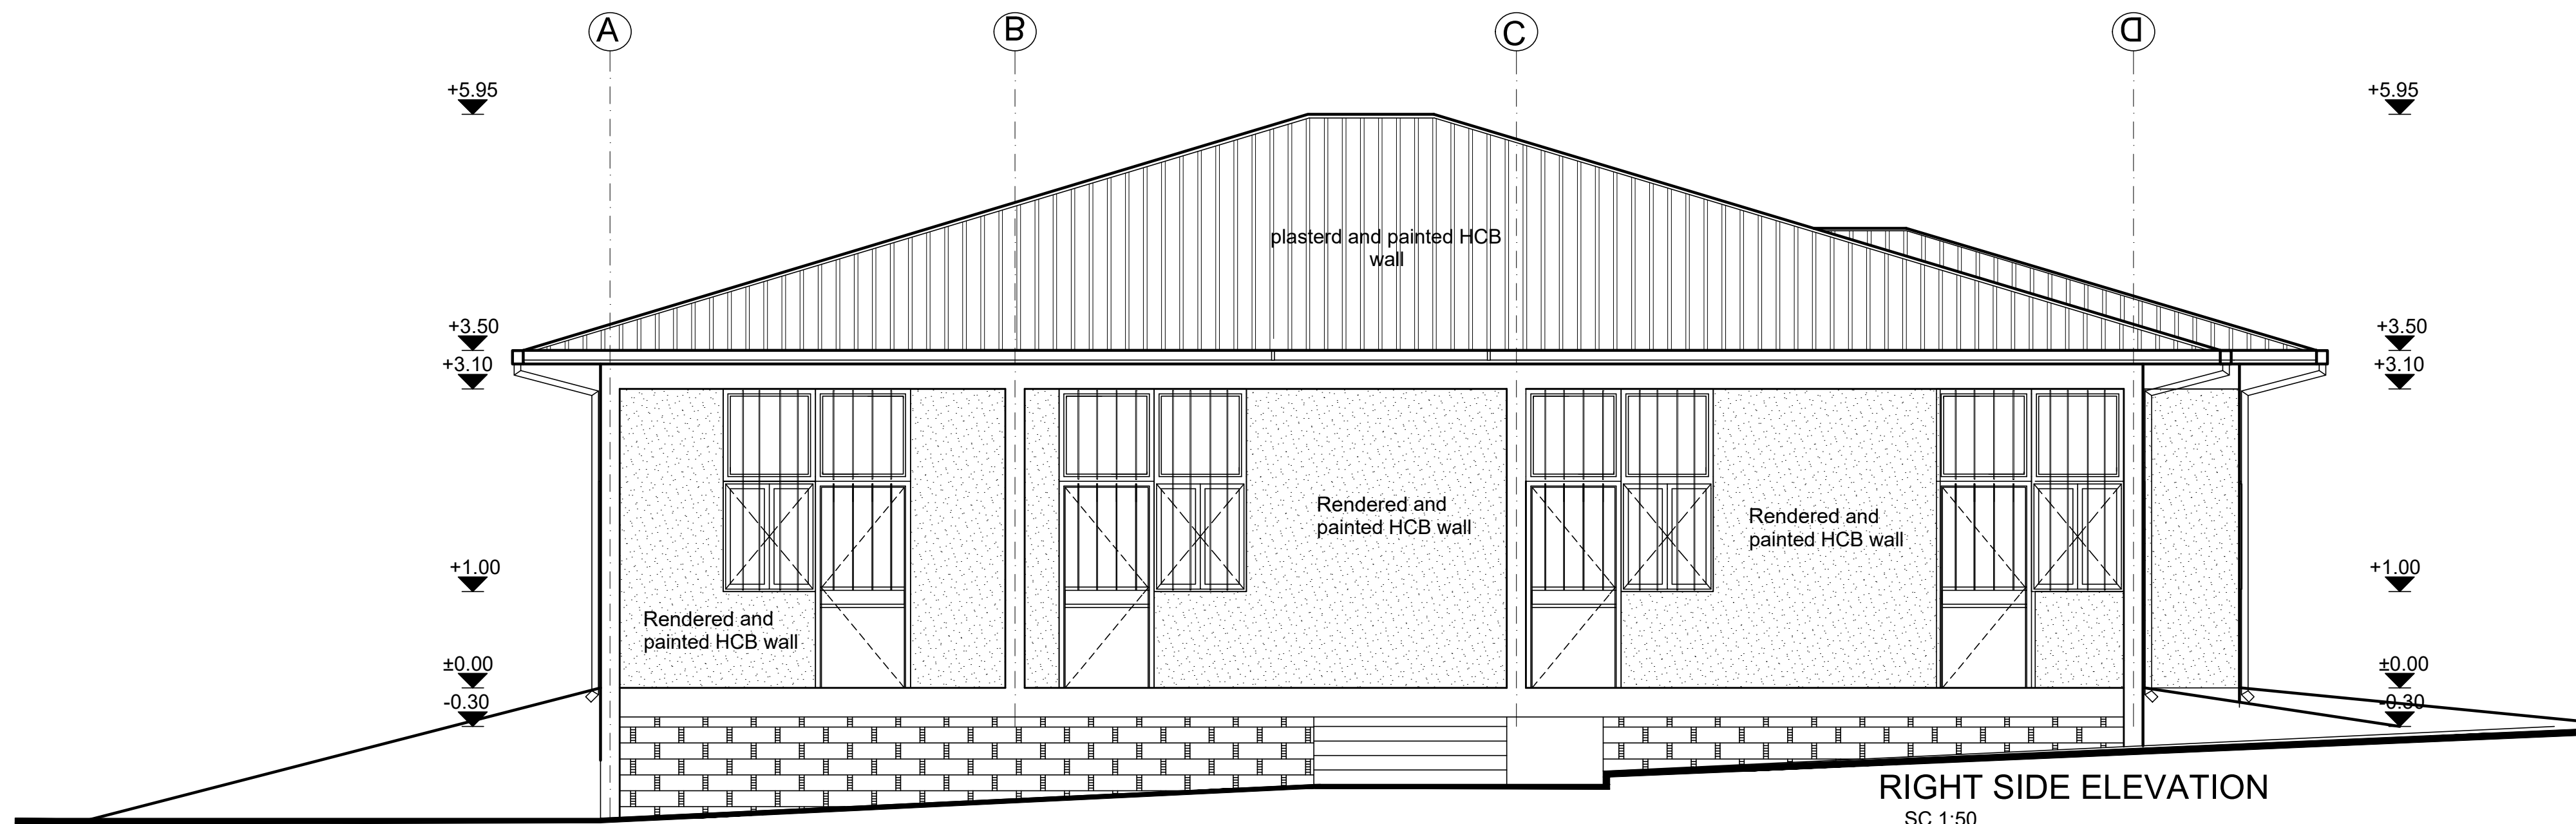 A
B
C
D
+5.95
+5.95
plasterd and painted HCB
wall
+3.50
+3.50
+3.10
+3.10
Rendered and
painted HCB wall
Rendered and
painted HCB wall
+1.00
+1.00
Rendered and
painted HCB wall
±0.00
±0.00
-0.30
-0.30
RIGHT SIDE ELEVATION
SC 1:50